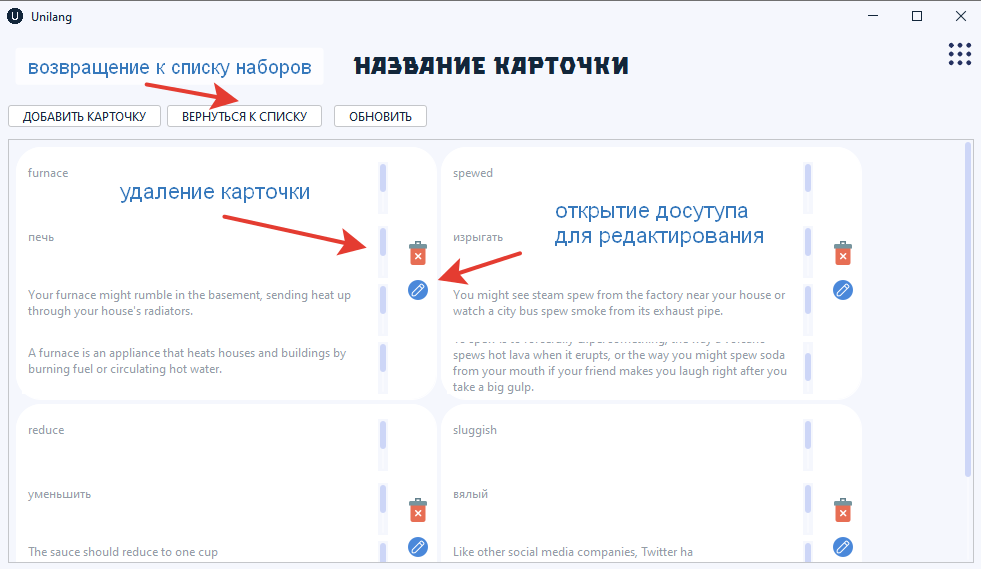 Unilang
возвращение к списку наборов
НАЗВАНИЕ КАРТОЧКИ
ДОБАВИТЬ КАРТОЧКУ
ВЕРНУТЬСЯ К СПИСКУ
ОБНОВИТЬ
furnace
удаление карточки
печь
Your furnace might rumble in the basement, sending heat up
through your house's radiators.
A furnace is an appliance that heats houses and buildings by
burning fuel or circulating hot water.
spewed
открытие досутупа
для редактирования
изрыгать
You might see steam spew from the factory near your house or
watch a city bus spew smoke from its exhaust pipe.
spews hot lava when it erupts, or the way you might spew soda
from your mouth if your friend makes you laugh right after you
take a big gulp.
reduce
уменьшить
The sauce should reduce to one cup
sluggish
вялый
Like other social media companies, Twitter ha